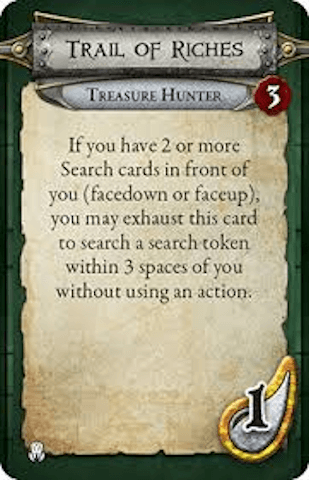 Trail of Riches
Treasure Hunter
3
If you have 2 or more
Search cards in front of
you (facedown or faceup),
you may exhaust this card
to search a search token
within 3 spaces of you
without using an action.
1